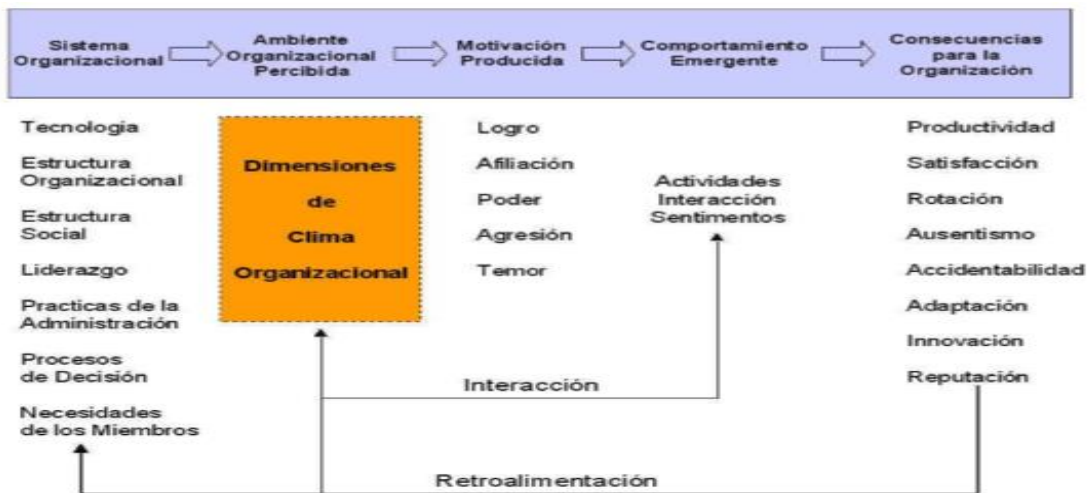 Sistema
Organizacional
Ambiente
Organizacional
Percibida
Motivación
Producida
Comportamiento
Emergente
Consecuencias
para la
Organización
Tecnologia
Estructura
Organizacional
Estructura
Social
Liderazgo
Practicas de la
Administración
Procesos
de Decisión
Necesidades
de los Miembros
Dimensiones
de
Clima
Organizacional
Logro
Afiliación
Poder
Agresión
Temor
Actividades
Interacción
Sentimentos
Productividad
Satisfacción
Rotación
Ausentismo
Accidentabilidad
Adaptación
Innovación
Reputación
Interacción
Retroalimentación